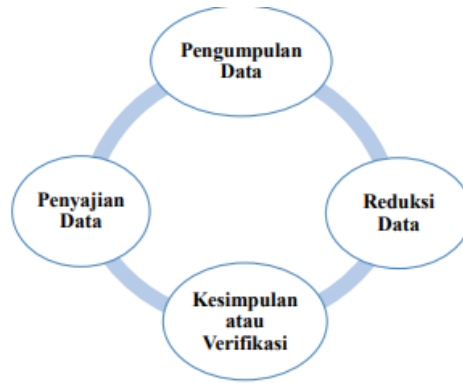 Pengumpulan
Data
Penyajian
Data
Reduksi
Data
Kesimpulan
atau
Verifikasi